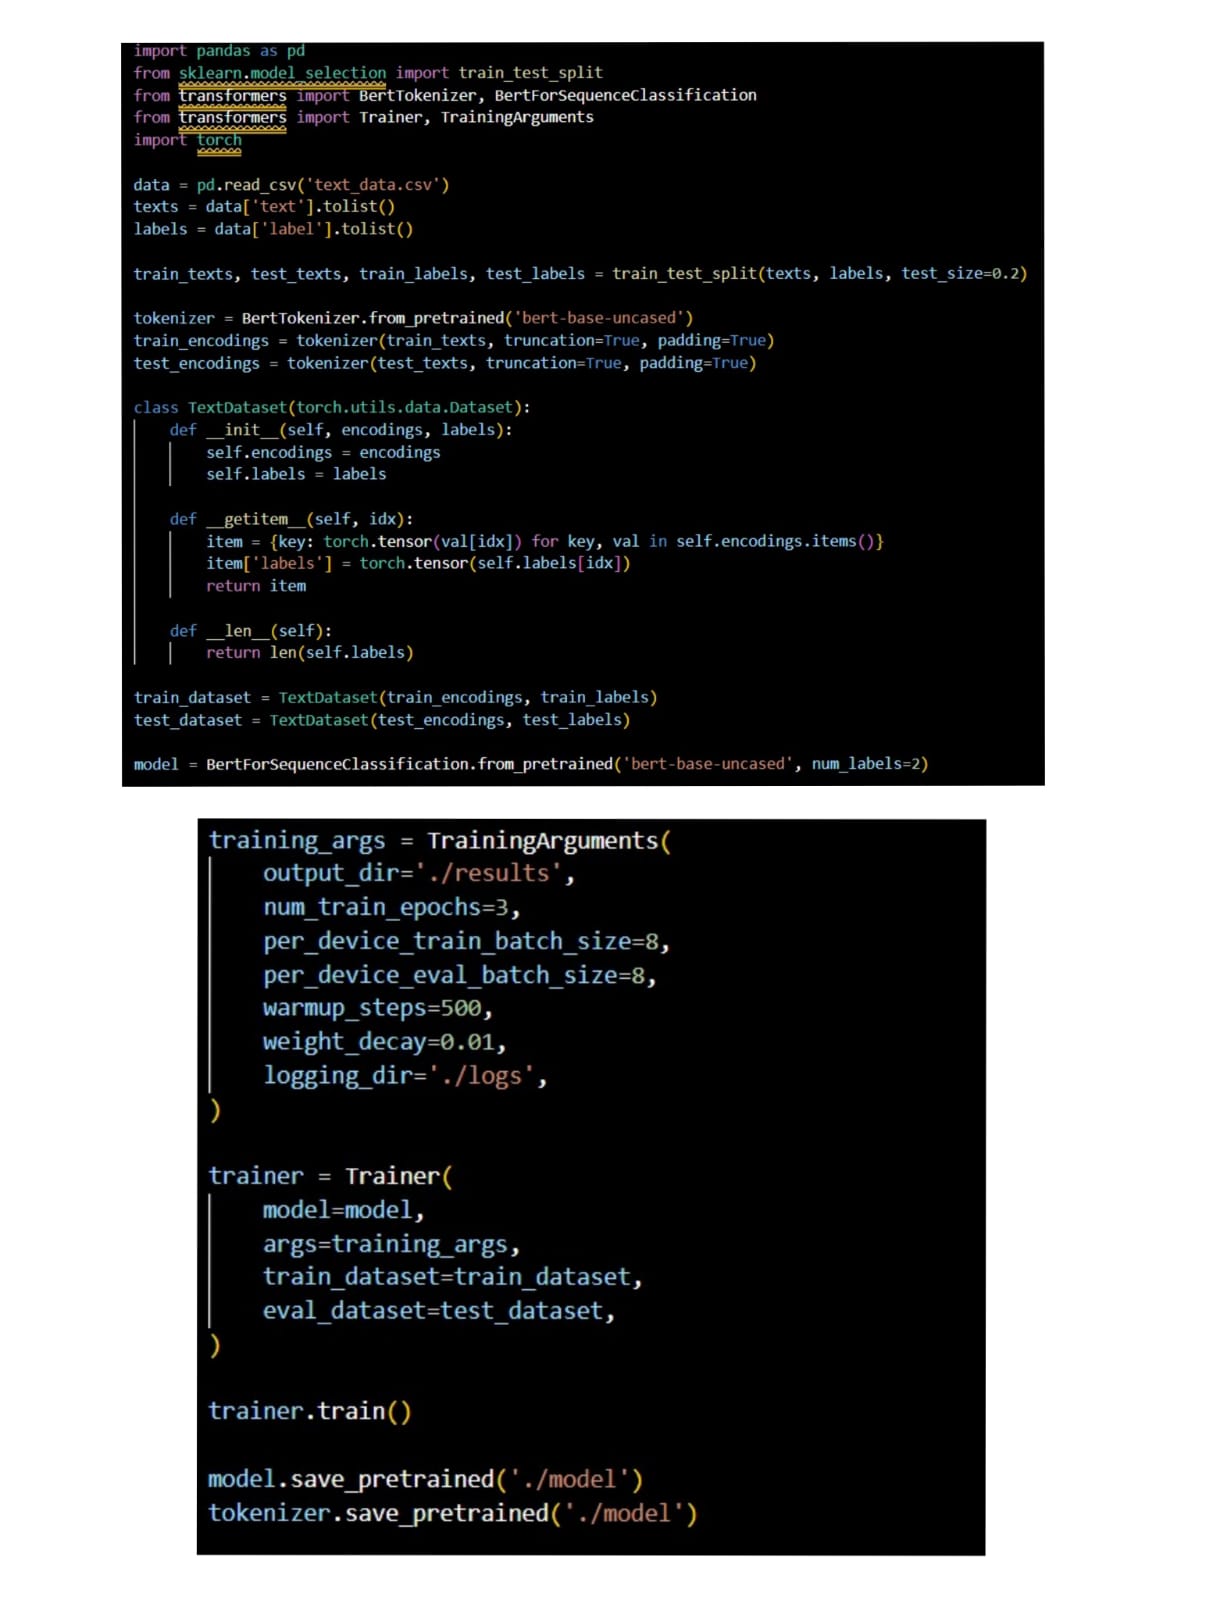 import pandas as pd
from sklearn.model_selection import train_test_split
from transformers import BertTokenizer, BertForSequenceClassification
from transformers import Trainer, TrainingArguments
import torch
data = pd.read_csv('text_data.csv')
texts = data['text'].tolist()
labels = data['label'].tolist()
train_texts, test_texts, train_labels, test_labels = train_test_split(texts, labels, test_size=0.2)
tokenizer = BertTokenizer.from_pretrained('bert-base-uncased')
train_encodings = tokenizer(train_texts, truncation=True, padding=True)
test_encodings = tokenizer(test_texts, truncation=True, padding=True)
class TextDataset(torch.utils.data.Dataset):
    def __init__(self, encodings, labels):
        self.encodings = encodings
        self.labels = labels
    def __getitem__(self, idx):
        item = {key: torch.tensor(val[idx]) for key, val in self.encodings.items()}
        item['labels'] = torch.tensor(self.labels[idx])
        return item
    def __len__(self):
        return len(self.labels)
train_dataset = TextDataset(train_encodings, train_labels)
test_dataset = TextDataset(test_encodings, test_labels)
model = BertForSequenceClassification.from_pretrained('bert-base-uncased', num_labels=2)
training_args = TrainingArguments(
    output_dir='./results',
    num_train_epochs=3,
    per_device_train_batch_size=8,
    per_device_eval_batch_size=8,
    warmup_steps=500,
    weight_decay=0.01,
    logging_dir='./logs',
)
trainer = Trainer(
    model=model,
    args=training_args,
    train_dataset=train_dataset,
    eval_dataset=test_dataset,
)
trainer.train()
model.save_pretrained('./model')
tokenizer.save_pretrained('./model')